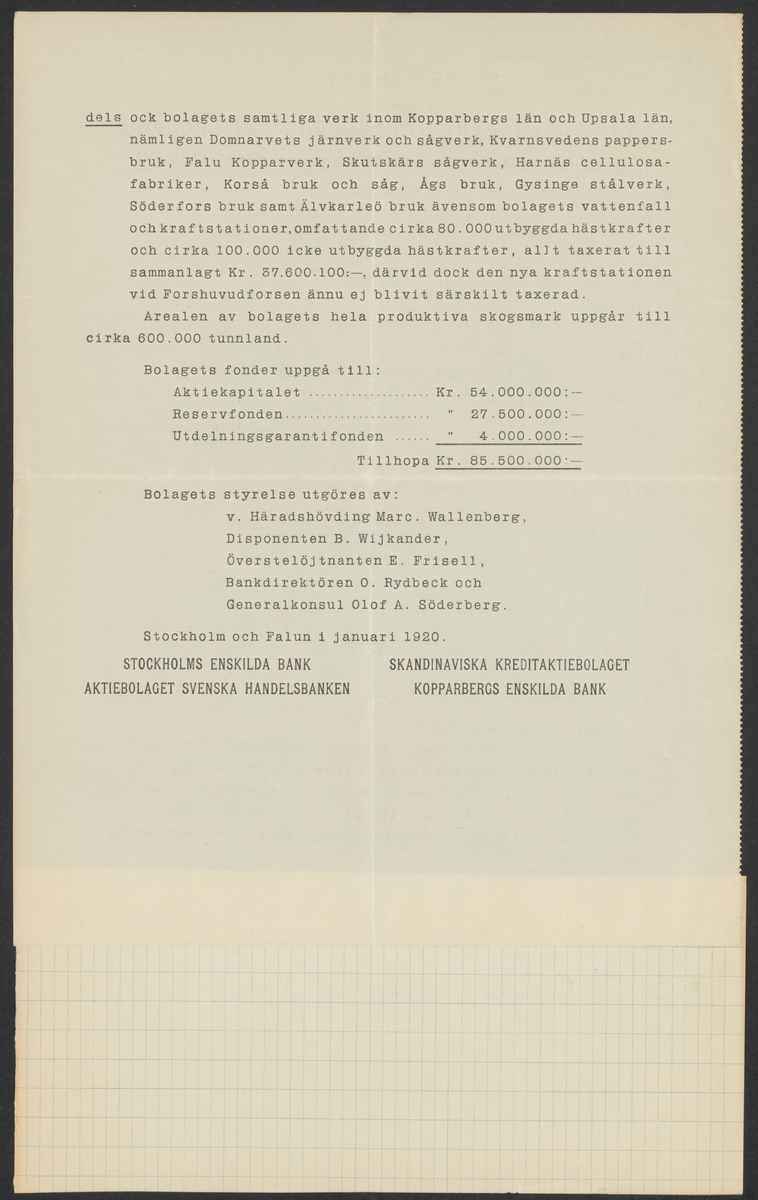 dels ock bolagets samtliga verk inom Kopparbergs län och Upsala län,
nämligen Domnarvets järnverk och sågverk, Kvarnsvedens pappers-
bruk, Falu Kopparverk, Skutskärs sågverk, Harnäs cellulosa-
fabriker, Korså bruk och såg, Ågs bruk, Gysinge stålverk,
Söderfors bruk samt Älvkarleö bruk ävensom bolagets vattenfall
och kraftstationer, omfattande cirka 80.000 utbyggda hästkrafter
och cirka 100.000 icke utbyggda hästkrafter, allt taxerat till
sammanlagt Kr. 37.600.100:—, därvid dock den nya kraftstationen
vid Forshuvudforsen ännu ej blivit särskilt taxerad.
Arealen av bolagets hela produktiva skogsmark uppgår till
cirka 600.000 tunnland.
Bolagets fonder uppgå till:
Aktiekapitalet ................... Kr. 54.000.000:—
Reservfonden....................... " 27.500.000:—
Utdelningsgarantifonden ...... " 4.000.000:—
Tillhopa Kr. 85.500.000:—
Bolagets styrelse utgöres av:
v. Häradshövding Marc. Wallenberg,
Disponenten B. Wijkander,
Överstelöjtnanten E. Frisell,
Bankdirektören O. Rydbeck och
Generalkonsul Olof A. Söderberg.
Stockholm och Falun i januari 1920.
STOCKHOLMS ENSKILDA BANK SKANDINAVISKA KREDITAKTIEBOLAGET
AKTIEBOLAGET SVENSKA HANDELSBANKEN KOPPARBERGS ENSKILDA BANK